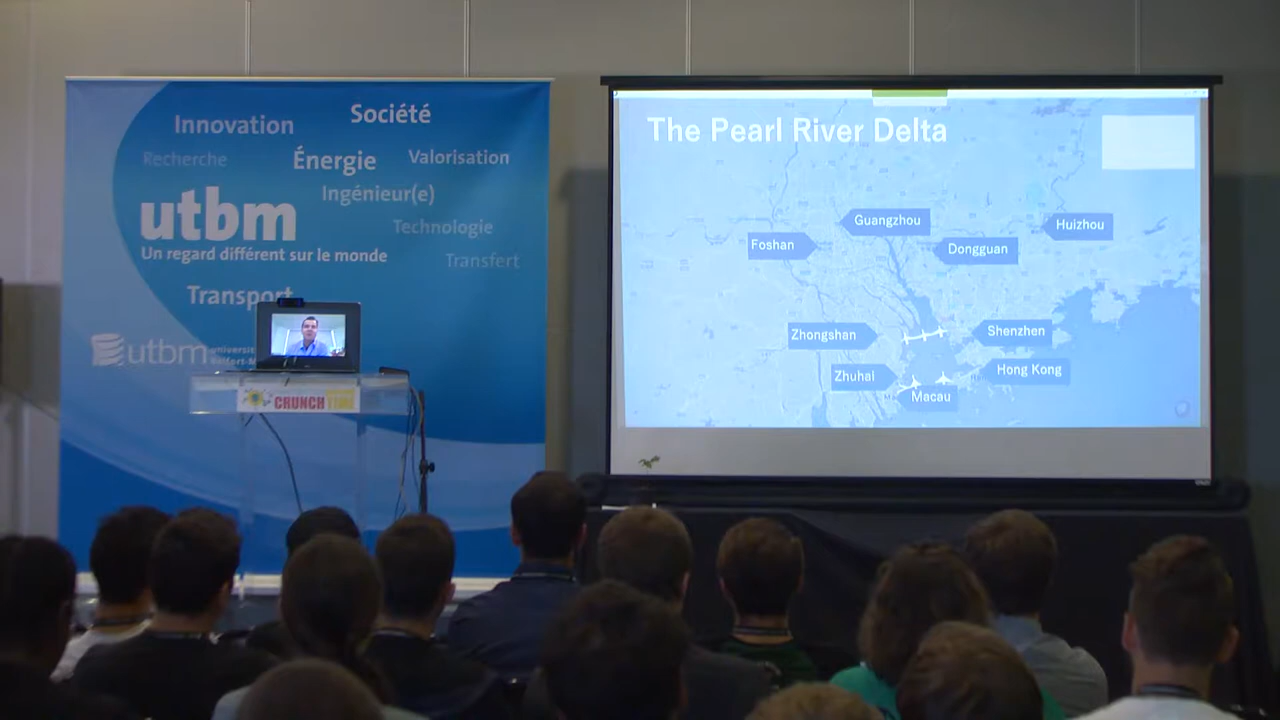 Innovation
Société
Recherche
Énergie
Valorisation
Ingénieur(e)
utbm
Technologie
Un regard différent sur le monde
Transfert
Transport
utbm
CRUNCH TIME
The Pearl River Delta
Guangzhou
Huizhou
Foshan
Dongguan
Zhongshan
Shenzhen
Zhuhai
Hong Kong
Macau